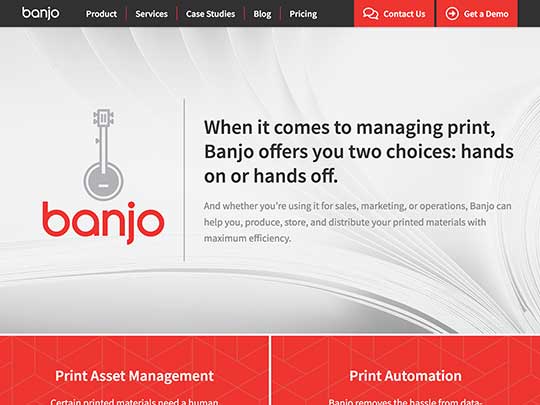 banjo Product Services Case Studies Blog Pricing Contact Us Get a Demo
When it comes to managing print,
Banjo offers you two choices: hands
on or hands off.
banjo
And whether you're using it for sales, marketing, or operations, Banjo can
help you, produce, store, and distribute your printed materials with
maximum efficiency.
Print Asset Management
Certain printed materials need a human
Print Automation
Banjo removes the hassle from data-